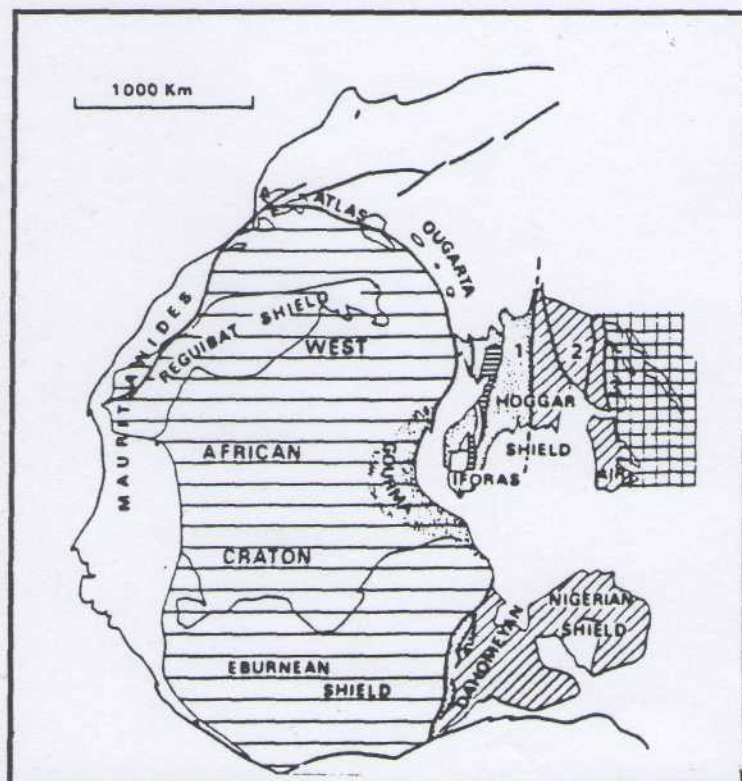 1000 Km
ATLAS
OUGARTA
MAURITANIDES
REGUIBAT SHIELD
WEST
1
2
HOGGAR
SHIELD
AFRICAN
GOURMA
IFORAS
AIR
CRATON
NIGERIAN
SHIELD
DAHOMEYAN
EBURNEAN
SHIELD